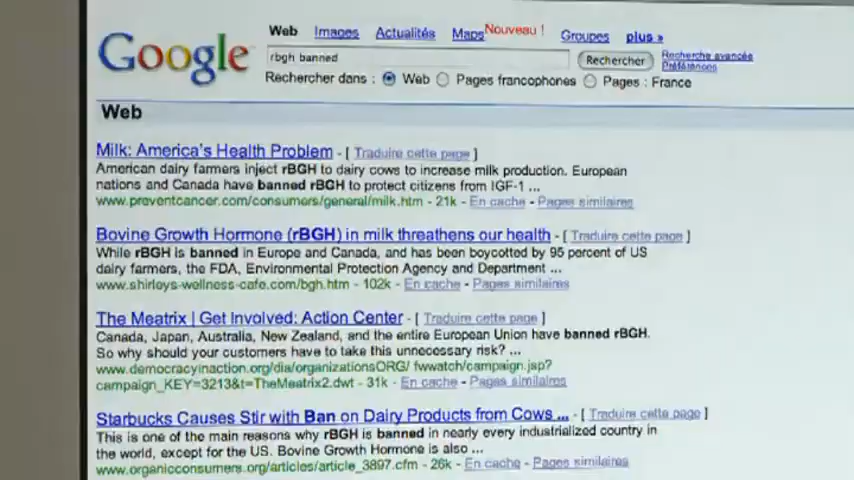 Web Images Actualités Maps Nouveau ! Groupes plus »
Google
rbgh banned
Rechercher
Recherche avancée
Préférences
Rechercher dans : Web Pages francophones Pages : France
Web
Milk: America's Health Problem - [ Traduire cette page ]
American dairy farmers inject rBGH to dairy cows to increase milk production. European
nations and Canada have banned rBGH to protect citizens from IGF-1 ...
www.preventcancer.com/consumers/general/milk.htm - 21k - En cache - Pages similaires
Bovine Growth Hormone (rBGH) in milk threathens our health - [ Traduire cette page ]
While rBGH is banned in Europe and Canada, and has been boycotted by 95 percent of US
dairy farmers, the FDA, Environmental Protection Agency and Department ...
www.shirleys-wellness-cafe.com/bgh.htm - 102k - En cache - Pages similaires
The Meatrix | Get Involved: Action Center - [ Traduire cette page ]
Canada, Japan, Australia, New Zealand, and the entire European Union have banned rBGH.
So why should your customers have to take this unnecessary risk? ...
www.democracyinaction.org/dia/organizationsORG/ fwwatch/campaign.jsp?
campaign_KEY=3213&t=TheMeatrix2.dwt - 31k - En cache - Pages similaires
Starbucks Causes Stir with Ban on Dairy Products from Cows ... - [ Traduire cette page ]
This is one of the main reasons why rBGH is banned in nearly every industrialized country in
the world, except for the US. Bovine Growth Hormone is also ...
www.organicconsumers.org/articles/article_3897.cfm - 26k - En cache - Pages similaires